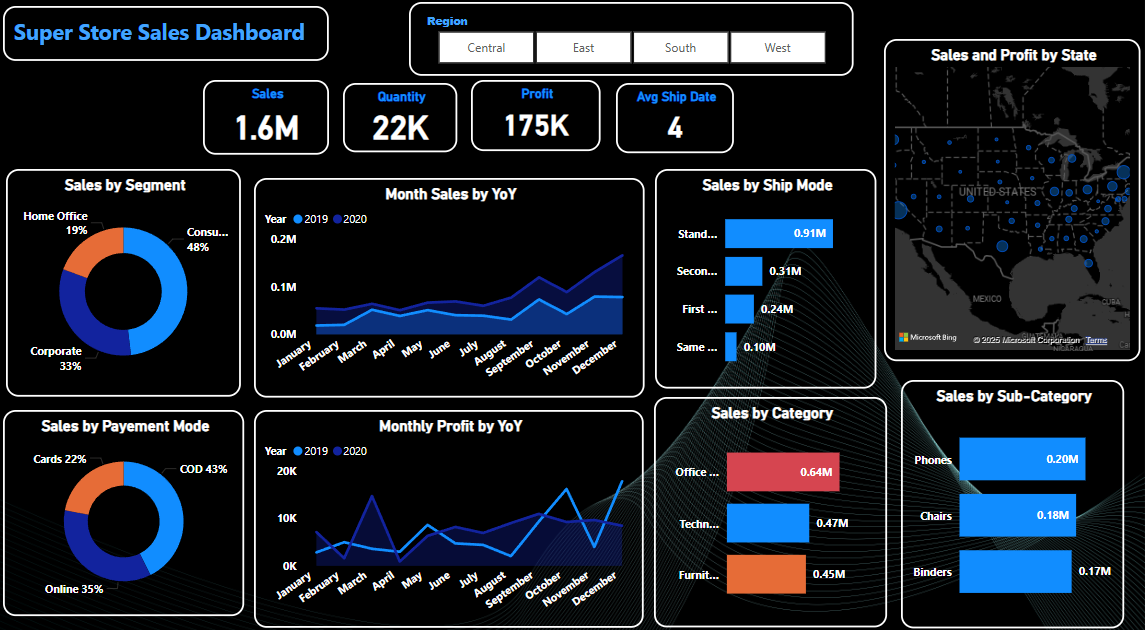 Super Store Sales Dashboard
Region
Central East South West
Sales
1.6M
Quantity
22K
Profit
175K
Avg Ship Date
4
Sales and Profit by State
UNITED STATES
MEXICO
CUBA
NICARAGUA
Microsoft Bing
© 2025 Microsoft Corporation Terms
Sales by Segment
Home Office
19%
Consu...
48%
Corporate
33%
Month Sales by YoY
Year 2019 2020
0.2M
0.1M
0.0M
January February March April May June July August September October November December
Sales by Ship Mode
Stand... 0.91M
Secon... 0.31M
First ... 0.24M
Same ... 0.10M
Sales by Payement Mode
Cards 22%
COD 43%
Online 35%
Monthly Profit by YoY
Year 2019 2020
20K
10K
0K
January February March April May June July August September October November December
Sales by Category
Office ... 0.64M
Techn... 0.47M
Furnit... 0.45M
Sales by Sub-Category
Phones 0.20M
Chairs 0.18M
Binders 0.17M